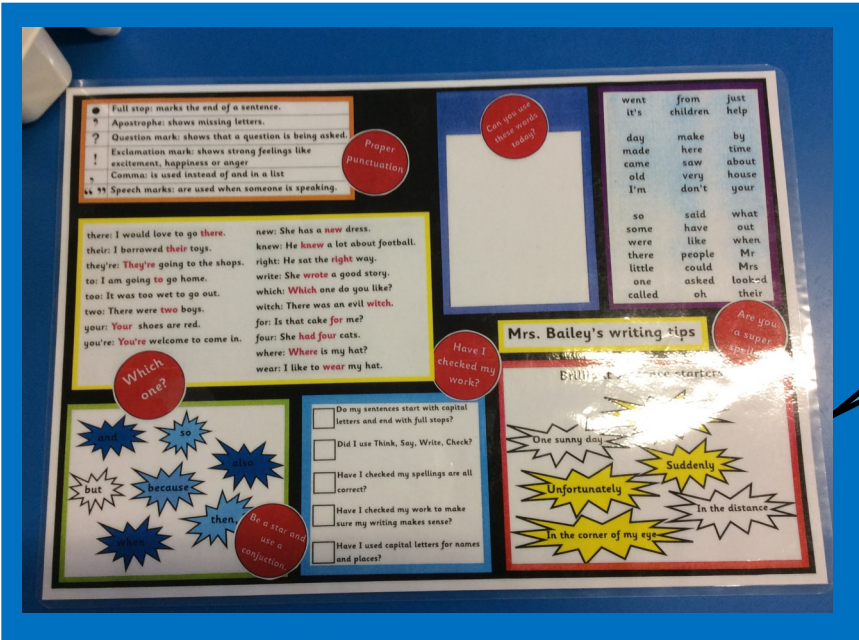 Full stop: marks the end of a sentence.
Apostrophe: shows missing letters.
? Question mark: shows that a question is being asked.
! Exclamation mark: shows strong feelings like
excitement, happiness or anger
, Comma: is used instead of and in a list
“ ” Speech marks: are used when someone is speaking.
Proper
punctuation
Can you use
these words
today?
went from just
it's children help
day make by
made here time
came saw about
old very house
I'm don't your
so said what
some have out
were like when
there people Mr
little could Mrs
one asked looked
called oh their
there: I would love to go there.
their: I borrowed their toys.
they're: They're going to the shops.
to: I am going to go home.
too: It was too wet to go out.
two: There were two boys.
your: Your shoes are red.
you're: You're welcome to come in.
new: She has a new dress.
knew: He knew a lot about football.
right: He sat the right way.
write: She wrote a good story.
which: Which one do you like?
witch: There was an evil witch.
for: Is that cake for me?
four: She had four cats.
where: Where is my hat?
wear: I like to wear my hat.
Which
one?
Have I
checked my
work?
Mrs. Bailey's writing tips
Are you
a super
and
so
also
but
because
then,
when
Be a star and
use a
conjuction.
Do my sentences start with capital
letters and end with full stops?
Did I use Think, Say, Write, Check?
Have I checked my spellings are all
correct?
Have I checked my work to make
sure my writing makes sense?
Have I used capital letters for names
and places?
starters
One sunny day
Suddenly
Unfortunately
In the distance
In the corner of my eye